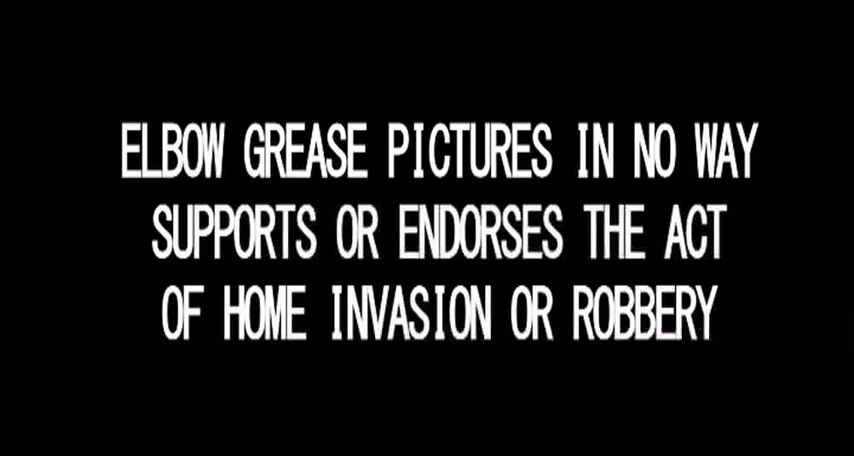 ELBOW GREASE PICTURES IN NO WAY
SUPPORTS OR ENDORSES THE ACT
OF HOME INVASION OR ROBBERY